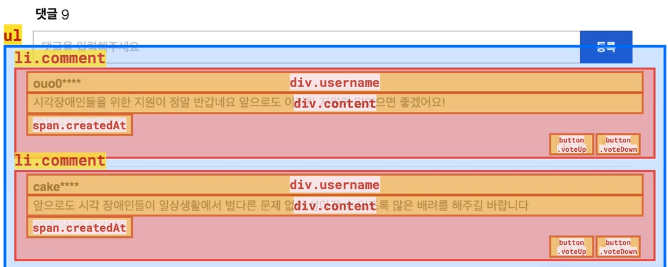 댓글 9
ul
댓글을 입력해주세요
등록
li.comment
ouo0****
div.username
시각장애인들을 위한 지원이 정말 반갑네요 앞으로도 좋겠어요!
div.content
span.createdAt
button
.voteUp
button
.voteDown
li.comment
cake****
div.username
앞으로도 시각 장애인들이 일상생활에서 별다른 문제 많은 배려를 해주길 바랍니다
div.content
span.createdAt
button
.voteUp
button
.voteDown